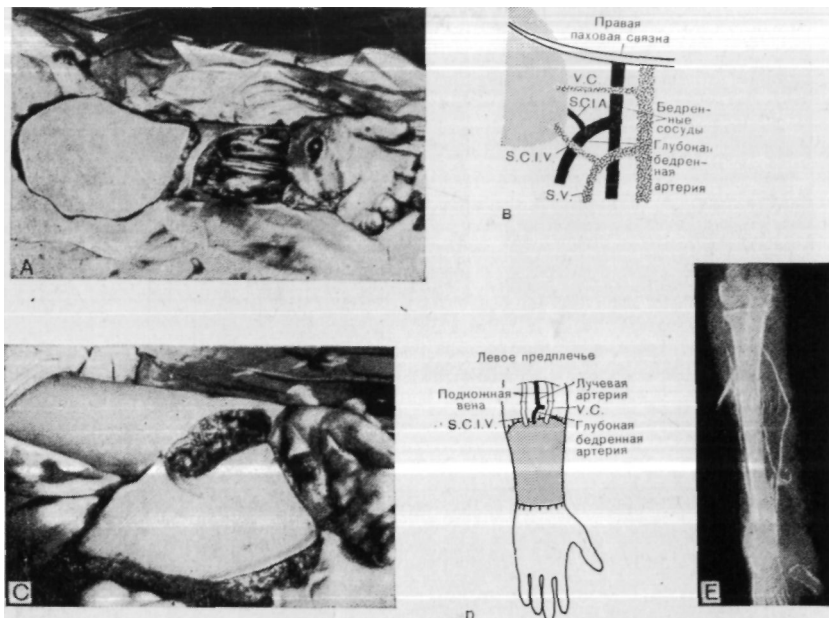 A
Правая
паховая связка
V.C.
S.C.I.A.
Бедрен-
ные
сосуды
S.C.I.V.
Глубокая
бедрен-
ная
артерия
S.V.
B
C
Левое предплечье
Подкожная
вена
Лучевая
артерия
V.C.
S.C.I.V.
Глубокая
бедренная
артерия
D
E